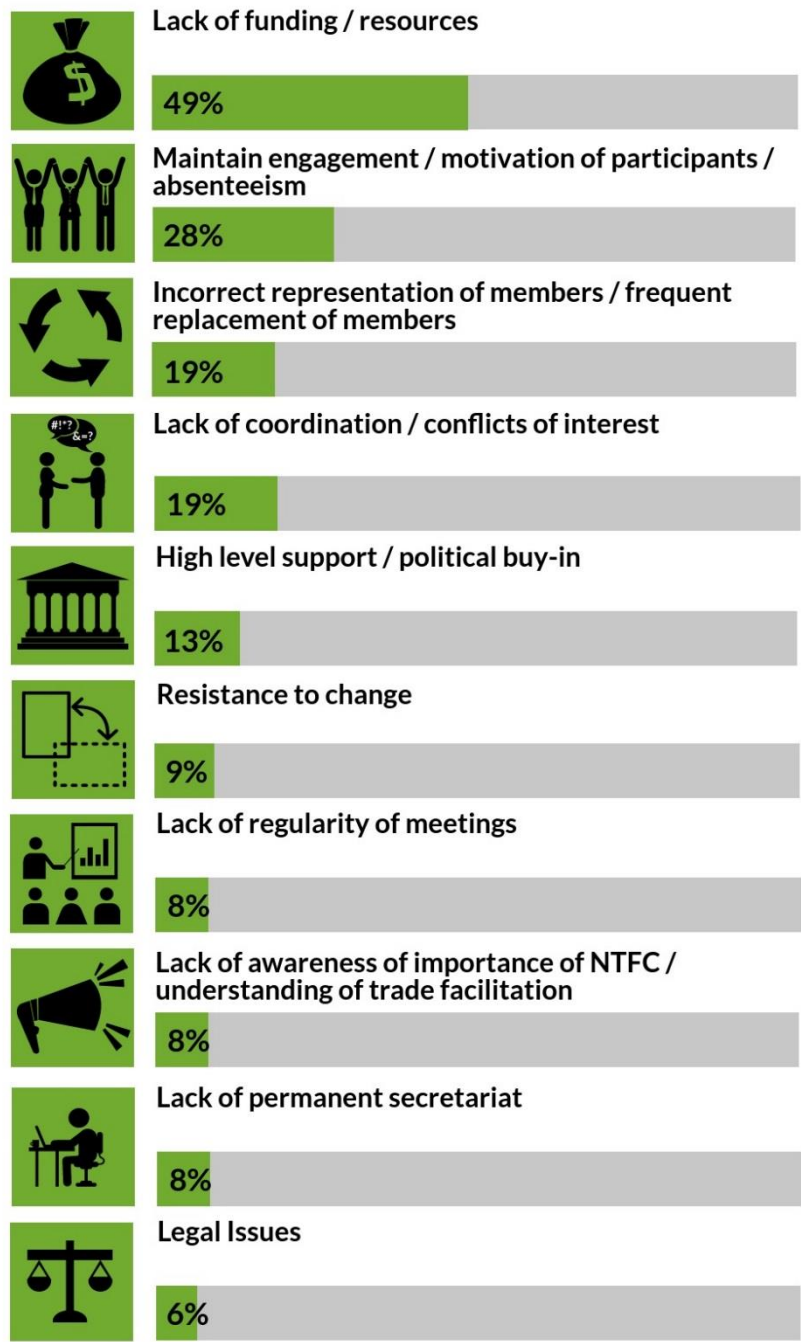 Lack of funding / resources
$
49%
Maintain engagement / motivation of participants /
absenteeism
28%
Incorrect representation of members / frequent
replacement of members
19%
Lack of coordination / conflicts of interest
#!*?
&=?
19%
High level support / political buy-in
13%
Resistance to change
9%
Lack of regularity of meetings
8%
Lack of awareness of importance of NTFC /
understanding of trade facilitation
8%
Lack of permanent secretariat
8%
Legal Issues
6%